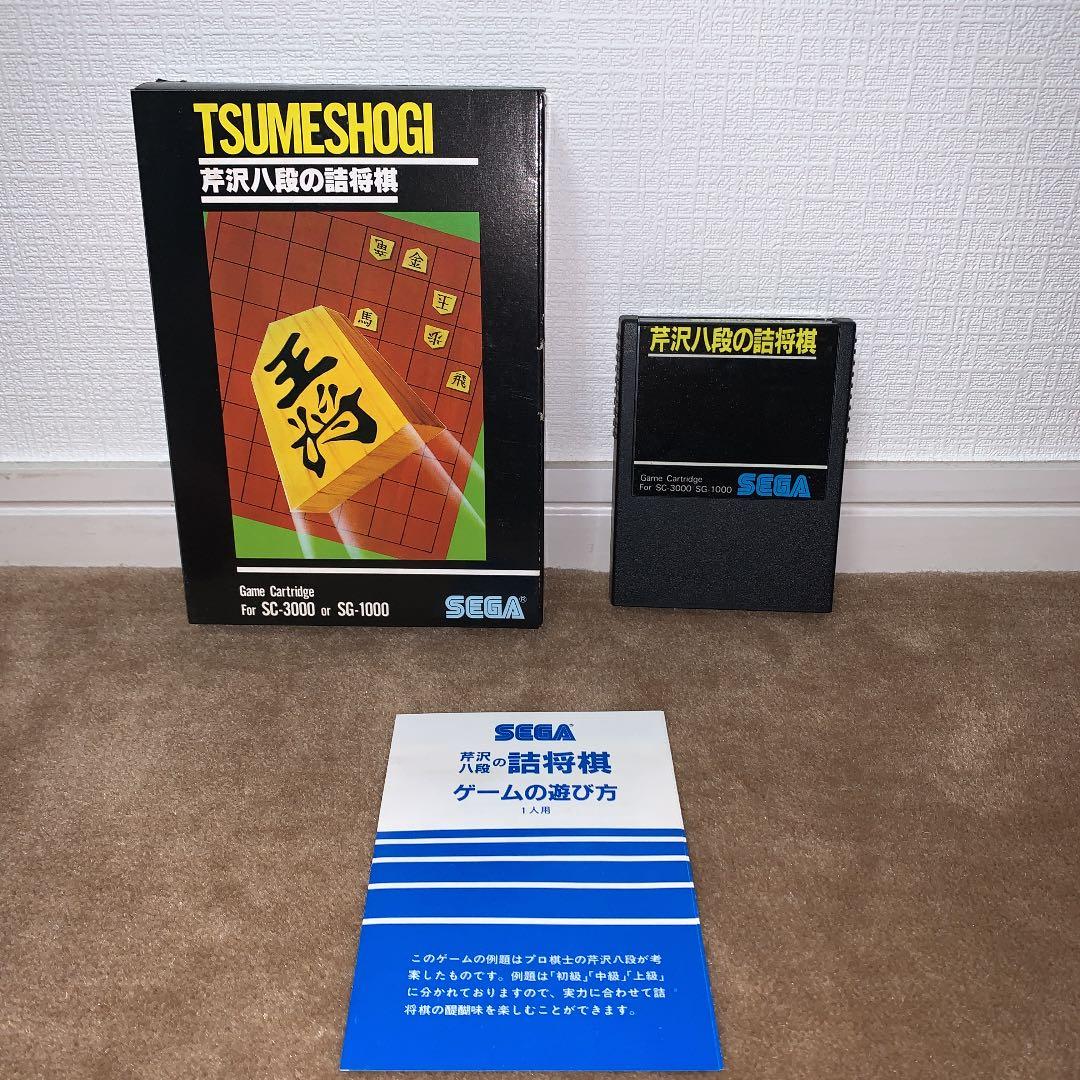 TSUMESHOGI
芹沢八段の詰将棋
龍馬
金
王
馬
歩
飛
王将
Game Cartridge
For SC-3000 or SG-1000
SEGA®
芹沢八段の詰将棋
Game Cartridge
For SC-3000 SG-1000
SEGA
SEGA®
芹沢八段の詰将棋
ゲームの遊び方
1人用
このゲームの例題はプロ棋士の芹沢八段が考
案したものです。例題は「初級」「中級」「上級」
に分かれておりますので、実力に合わせて詰
将棋の醍醐味を楽しむことができます。